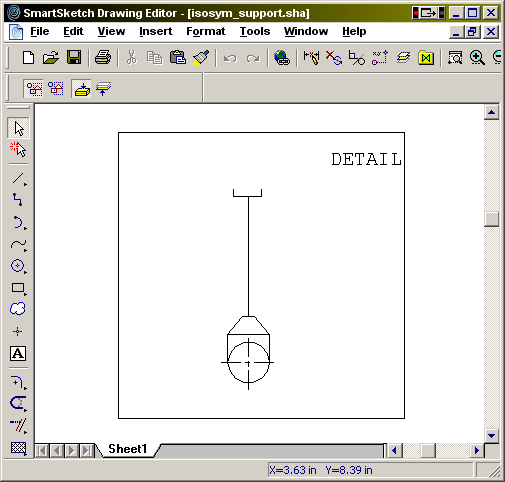 SmartSketch Drawing Editor - [isosym_support.sha]
File Edit View Insert Format Tools Window Help
DETAIL
A
Sheet1
X=3.63 in Y=8.39 in